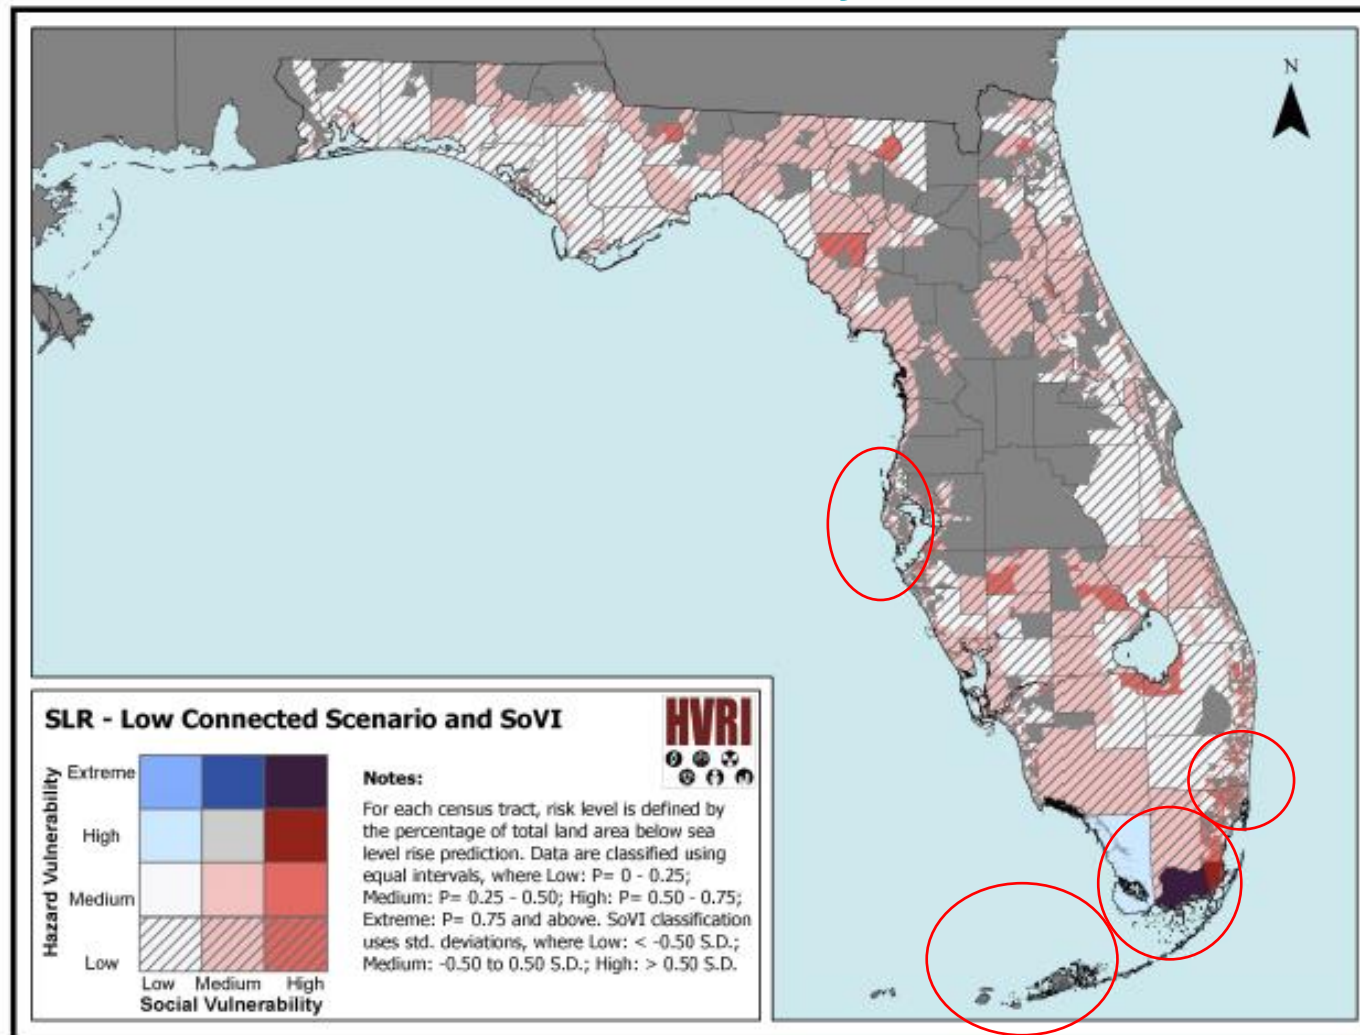 N
SLR - Low Connected Scenario and SoVI
HVRI
Hazard Vulnerability
Extreme
High
Medium
Low
Low Medium High
Social Vulnerability
Notes:
For each census tract, risk level is defined by
the percentage of total land area below sea
level rise prediction. Data are classified using
equal intervals, where Low: P= 0 - 0.25;
Medium: P= 0.25 - 0.50; High: P= 0.50 - 0.75;
Extreme: P= 0.75 and above. SoVI classification
uses std. deviations, where Low: < -0.50 S.D.;
Medium: -0.50 to 0.50 S.D.; High: > 0.50 S.D.